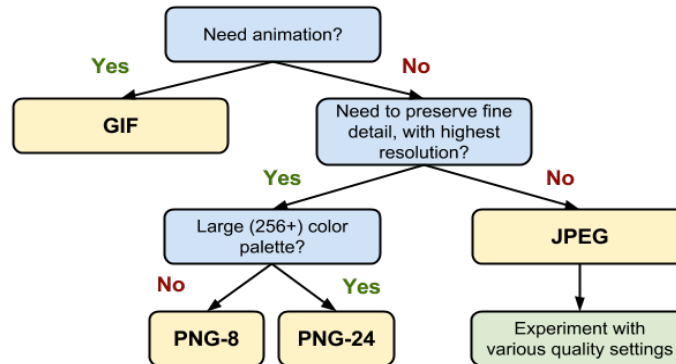 Need animation?
Yes
No
GIF
Need to preserve fine
detail, with highest
resolution?
Yes
No
Large (256+) color
palette?
JPEG
No
Yes
PNG-8
PNG-24
Experiment with
various quality settings